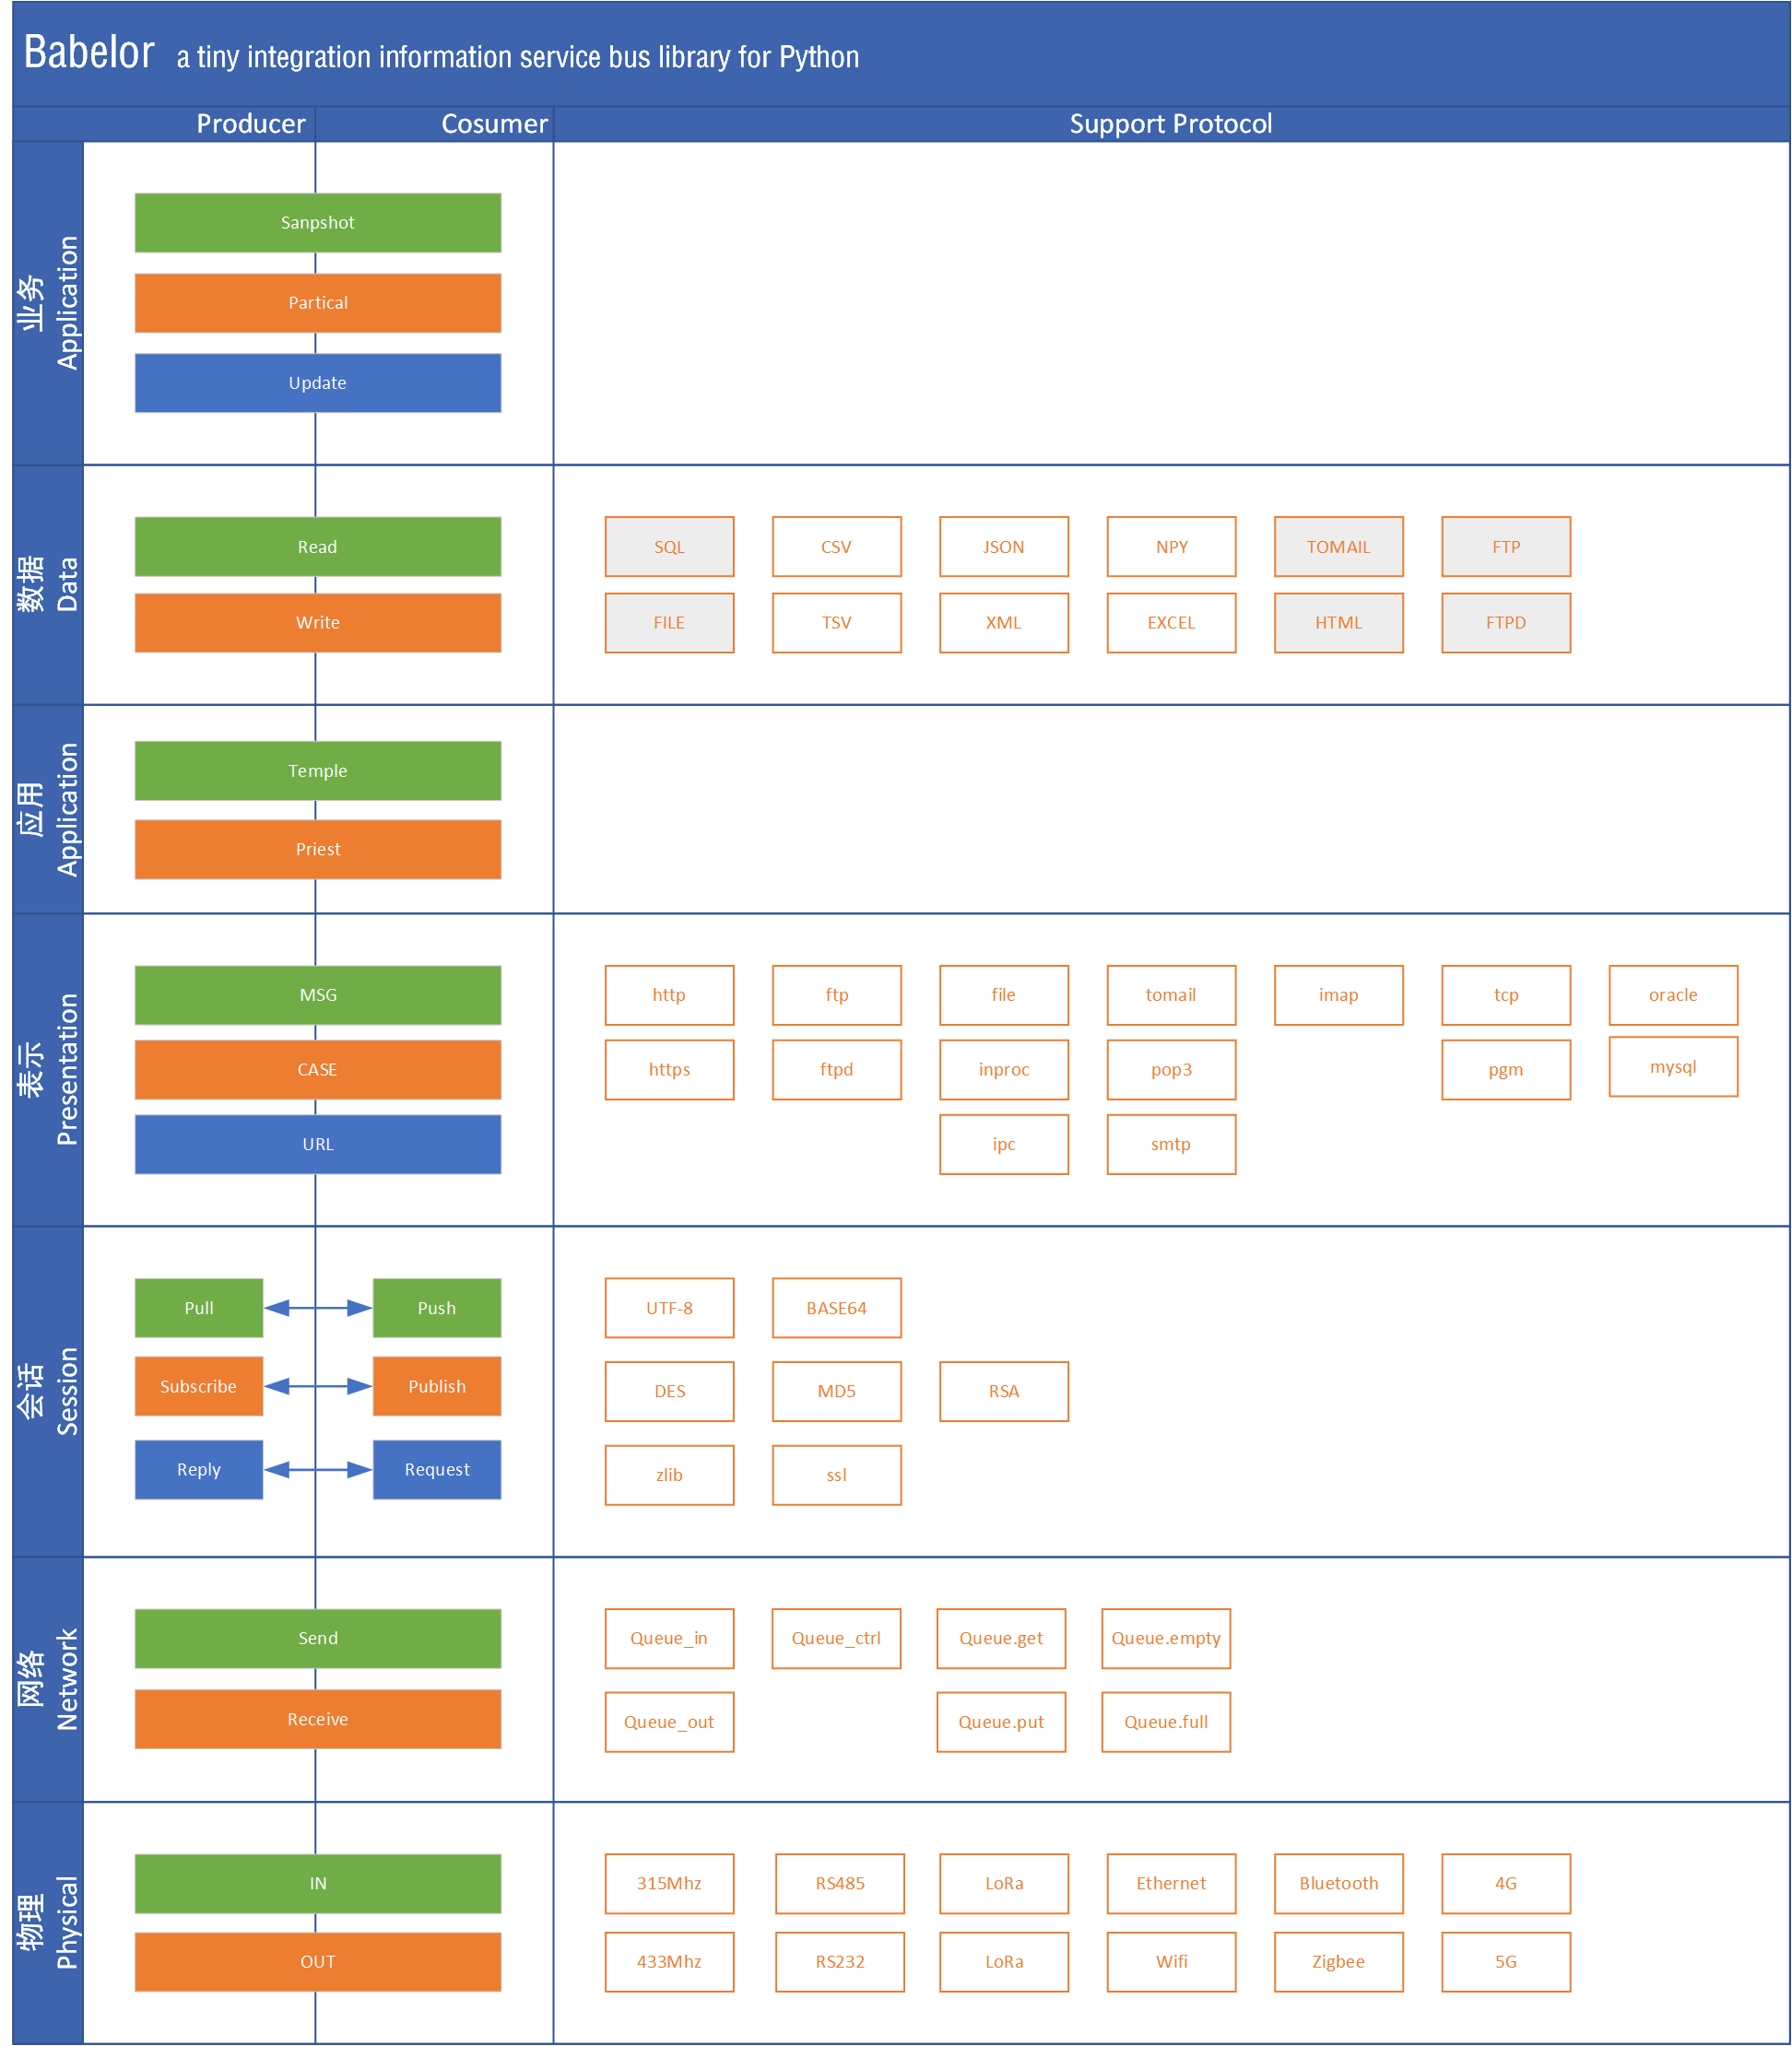 Babelor a tiny integration information service bus library for Python
Producer Cosumer Support Protocol
业务
Application
Sanpshot
Partical
Update
数据
Data
Read
Write
SQL CSV JSON NPY TOMAIL FTP
FILE TSV XML EXCEL HTML FTPD
应用
Application
Temple
Priest
表示
Presentation
MSG
CASE
URL
http ftp file tomail imap tcp oracle
https ftpd inproc pop3 pgm mysql
ipc smtp
会话
Session
Pull Push
Subscribe Publish
Reply Request
UTF-8 BASE64
DES MD5 RSA
zlib ssl
网络
Network
Send
Receive
Queue_in Queue_ctrl Queue.get Queue.empty
Queue_out Queue.put Queue.full
物理
Physical
IN
OUT
315Mhz RS485 LoRa Ethernet Bluetooth 4G
433Mhz RS232 LoRa Wifi Zigbee 5G